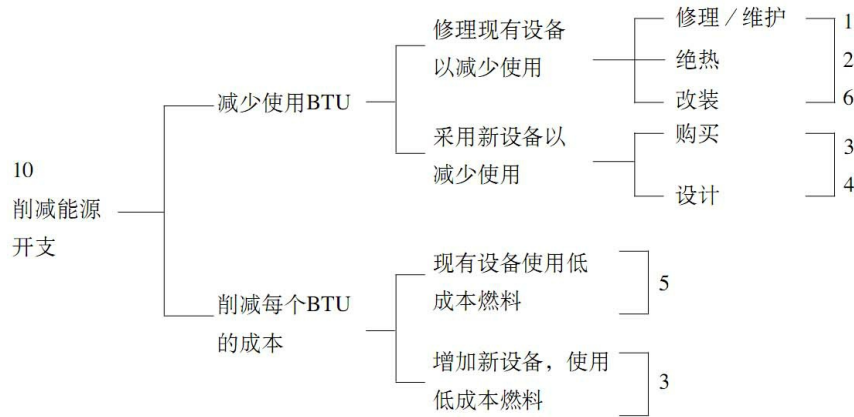 修理／维护
1
修理现有设备
以减少使用
绝热
2
减少使用BTU
改装
6
采用新设备以
减少使用
购买
3
10
削减能源
开支
设计
4
现有设备使用低
成本燃料
5
削减每个BTU
的成本
增加新设备，使用
低成本燃料
3